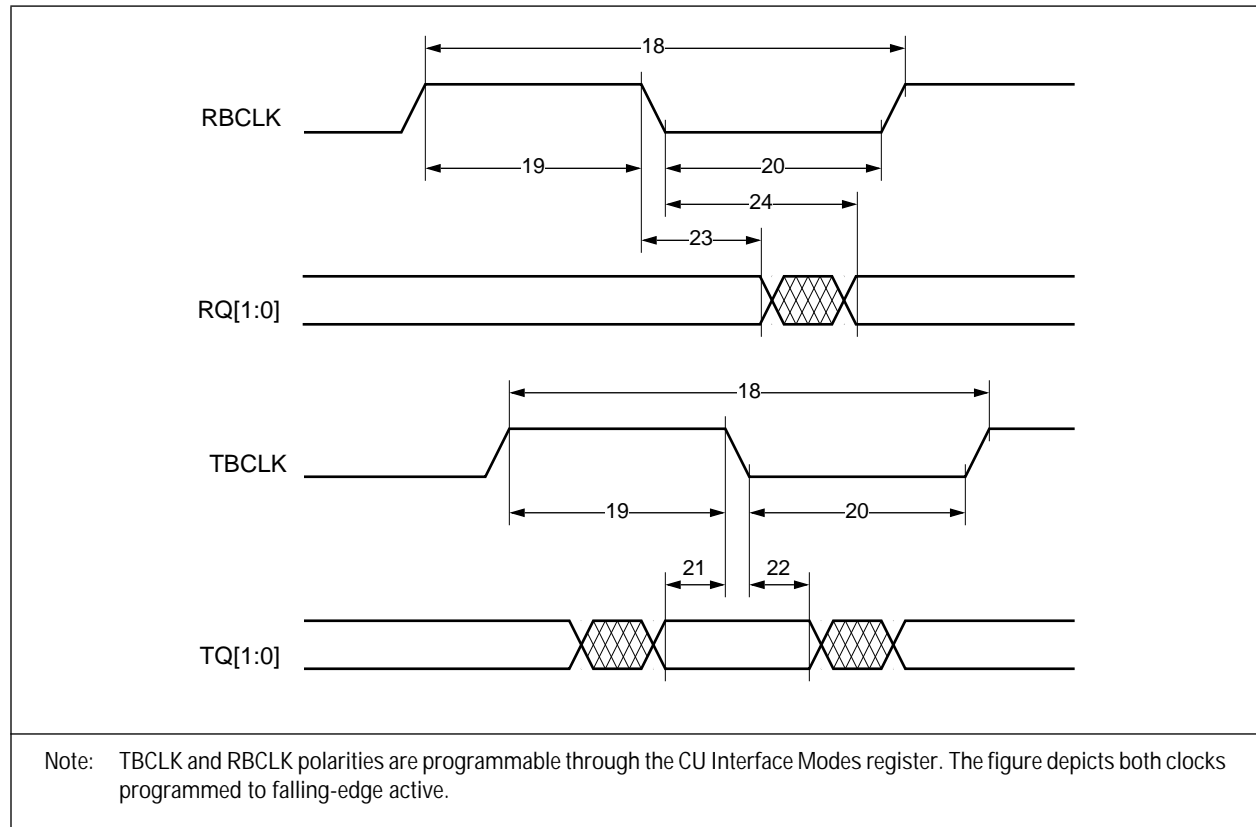 18
RBCLK
19
20
24
23
RQ[1:0]
18
TBCLK
19
20
21
22
TQ[1:0]
Note: TBCLK and RBCLK polarities are programmable through the CU Interface Modes register. The figure depicts both clocks
programmed to falling-edge active.